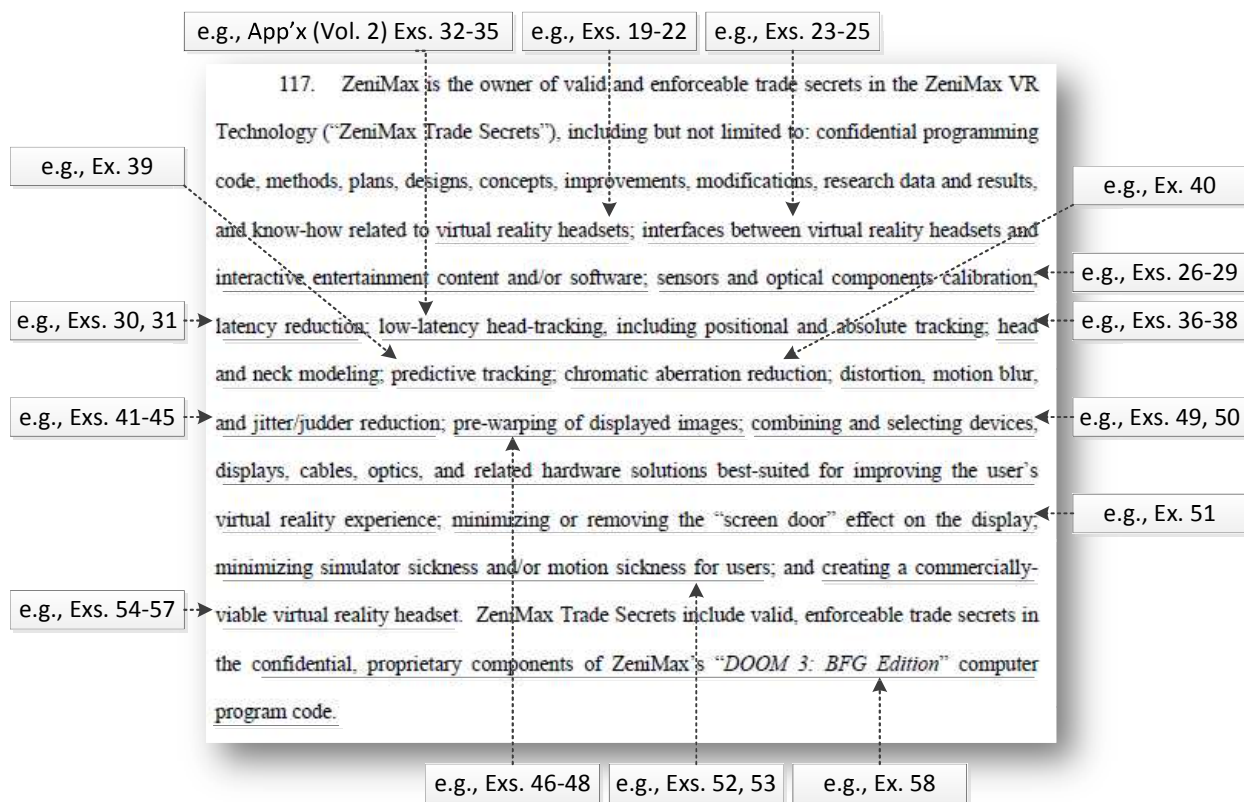 e.g., App’x (Vol. 2) Exs. 32-35
e.g., Exs. 19-22
e.g., Exs. 23-25
117. ZeniMax is the owner of valid and enforceable trade secrets in the ZeniMax VR
Technology (“ZeniMax Trade Secrets”), including but not limited to: confidential programming
e.g., Ex. 39
code, methods, plans, designs, concepts, improvements, modifications, research data and results,
e.g., Ex. 40
and know-how related to virtual reality headsets; interfaces between virtual reality headsets and
interactive entertainment content and/or software; sensors and optical components calibration;
e.g., Exs. 26-29
e.g., Exs. 30, 31
latency reduction; low-latency head-tracking, including positional and absolute tracking; head
e.g., Exs. 36-38
and neck modeling; predictive tracking; chromatic aberration reduction; distortion, motion blur,
e.g., Exs. 41-45
and jitter/judder reduction; pre-warping of displayed images; combining and selecting devices,
e.g., Exs. 49, 50
displays, cables, optics, and related hardware solutions best-suited for improving the user’s
virtual reality experience; minimizing or removing the “screen door” effect on the display;
e.g., Ex. 51
minimizing simulator sickness and/or motion sickness for users; and creating a commercially-
e.g., Exs. 54-57
viable virtual reality headset. ZeniMax Trade Secrets include valid, enforceable trade secrets in
the confidential, proprietary components of ZeniMax’s “DOOM 3: BFG Edition” computer
program code.
e.g., Exs. 46-48
e.g., Exs. 52, 53
e.g., Ex. 58